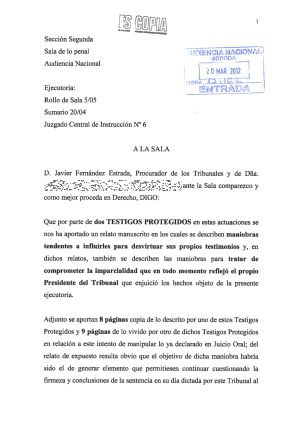 ES COPIA
1
Sección Segunda
Sala de lo penal
Audiencia Nacional
AUDIENCIA NACIONAL
20 MAR 2012
ENTRADA
Ejecutoria:
Rollo de Sala 5/05
Sumario 20/04
Juzgado Central de Instrucción Nº 6
A LA SALA
D. Javier Fernández Estrada, Procurador de los Tribunales y de Dña.
,ante la Sala comparezco y
como mejor proceda en Derecho, DIGO:
Que por parte de dos TESTIGOS PROTEGIDOS en estas actuaciones se
nos ha aportado un relato manuscrito en los cuales se describen maniobras
tendentes a influirles para desvirtuar sus propios testimonios y, en
dichos relatos, también se describen las maniobras para tratar de
comprometer la imparcialidad que en todo momento reflejó el propio
Presidente del Tribunal que enjuició los hechos objeto de la presente
ejecutoria.
Adjunto se aportan 8 páginas copia de lo descrito por uno de estos Testigos
Protegidos y 9 páginas de lo vivido por otro de dichos Testigos Protegidos
en relación a este intento de manipular lo ya declarado en Juicio Oral; del
relato de expuesto resulta obvio que el objetivo de dicha maniobra habría
sido el de generar elemento que permitiesen continuar cuestionando la
firmeza y conclusiones de la sentencia en su día dictada por este Tribunal al